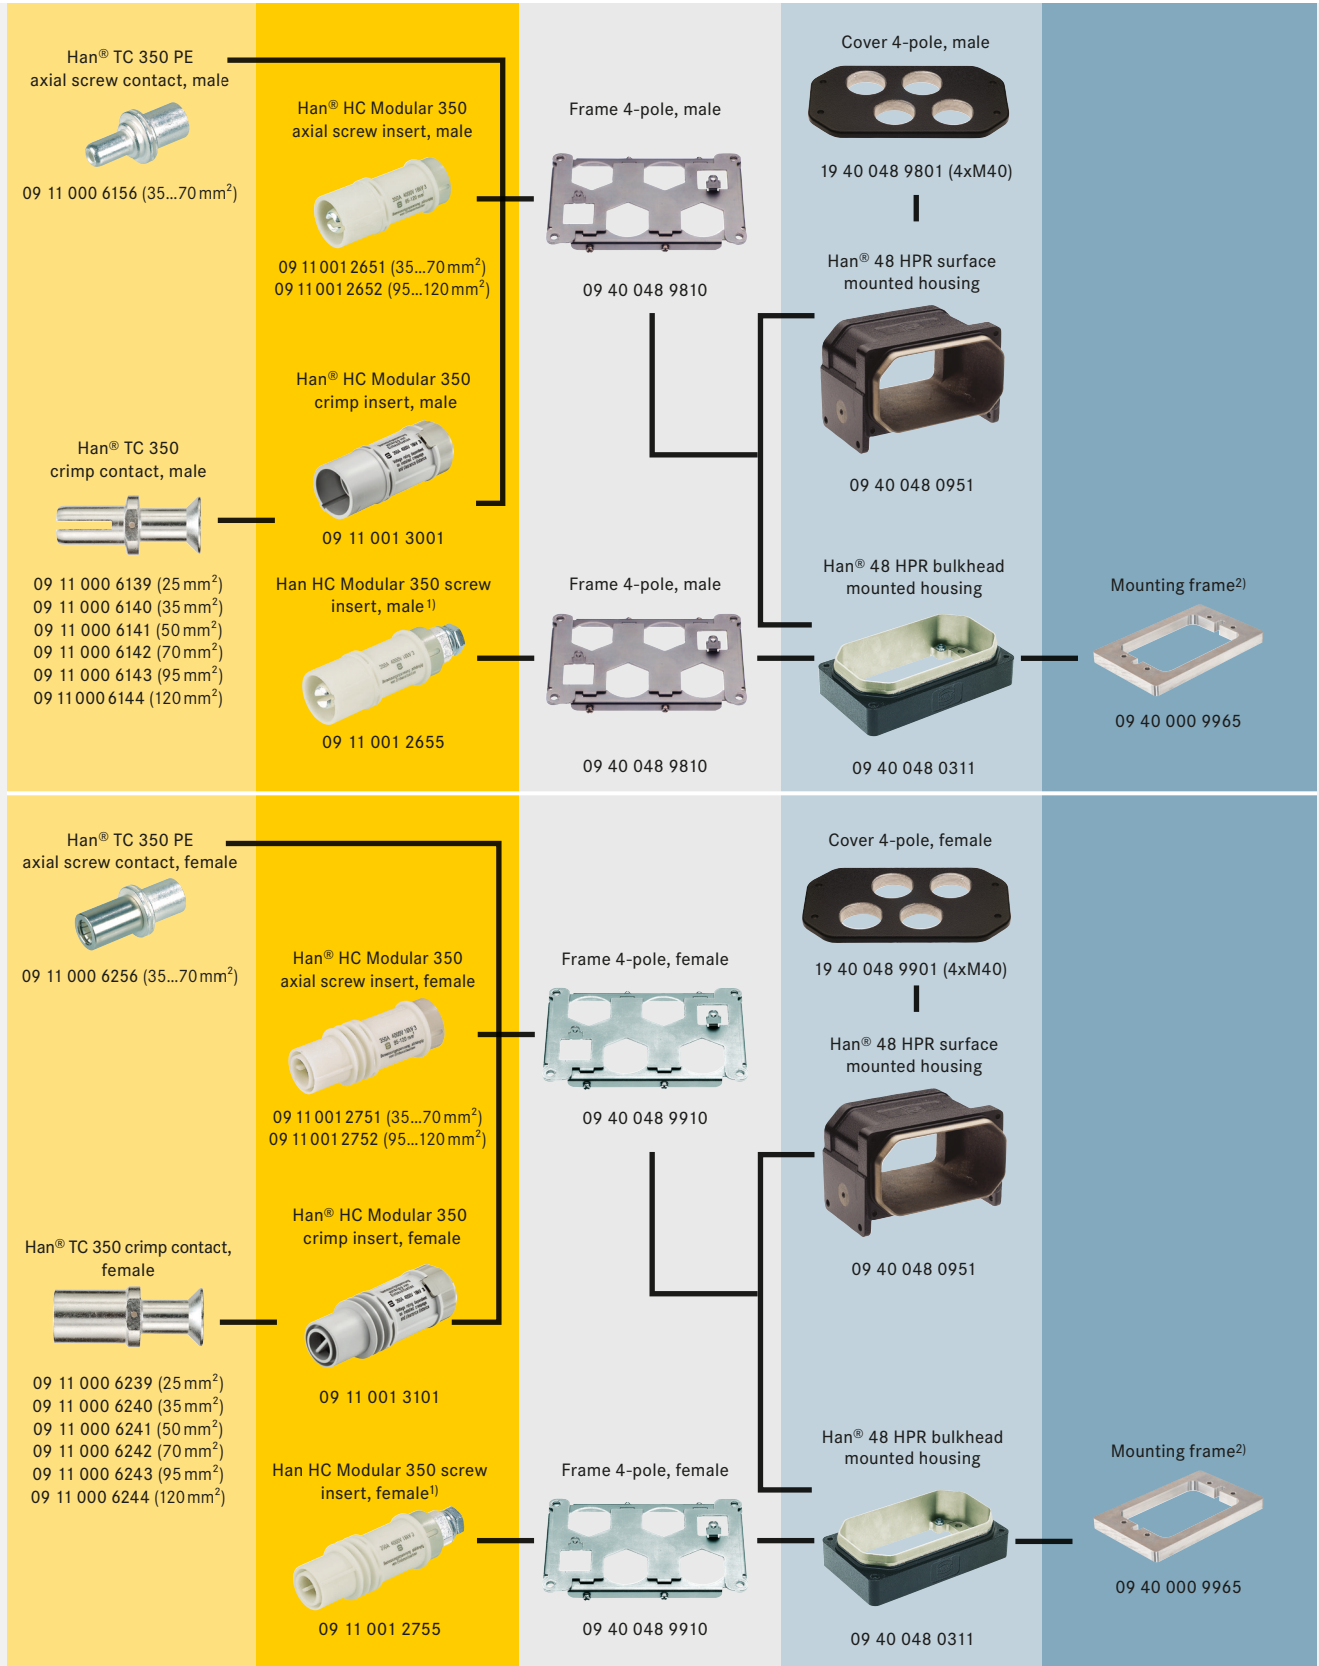 Han® TC 350 PE
axial screw contact, male
09 11 000 6156 (35...70 mm²)
Han® TC 350
crimp contact, male
09 11 000 6139 (25 mm²)
09 11 000 6140 (35 mm²)
09 11 000 6141 (50 mm²)
09 11 000 6142 (70 mm²)
09 11 000 6143 (95 mm²)
09 11 000 6144 (120 mm²)
Han® HC Modular 350
axial screw insert, male
09 11 001 2651 (35...70 mm²)
09 11 001 2652 (95...120 mm²)
Han® HC Modular 350
crimp insert, male
09 11 001 3001
Han HC Modular 350 screw
insert, male 1)
09 11 001 2655
Frame 4-pole, male
09 40 048 9810
Frame 4-pole, male
09 40 048 9810
Cover 4-pole, male
19 40 048 9801 (4xM40)
Han® 48 HPR surface
mounted housing
09 40 048 0951
Han® 48 HPR bulkhead
mounted housing
09 40 048 0311
Mounting frame2)
09 40 000 9965
Han® TC 350 PE
axial screw contact, female
09 11 000 6256 (35...70 mm²)
Han® TC 350 crimp contact,
female
09 11 000 6239 (25 mm²)
09 11 000 6240 (35 mm²)
09 11 000 6241 (50 mm²)
09 11 000 6242 (70 mm²)
09 11 000 6243 (95 mm²)
09 11 000 6244 (120 mm²)
Han® HC Modular 350
axial screw insert, female
09 11 001 2751 (35...70 mm²)
09 11 001 2752 (95...120 mm²)
Han® HC Modular 350
crimp insert, female
09 11 001 3101
Han HC Modular 350 screw
insert, female1)
09 11 001 2755
Frame 4-pole, female
09 40 048 9910
Frame 4-pole, female
09 40 048 9910
Cover 4-pole, female
19 40 048 9901 (4xM40)
Han® 48 HPR surface
mounted housing
09 40 048 0951
Han® 48 HPR bulkhead
mounted housing
09 40 048 0311
Mounting frame2)
09 40 000 9965